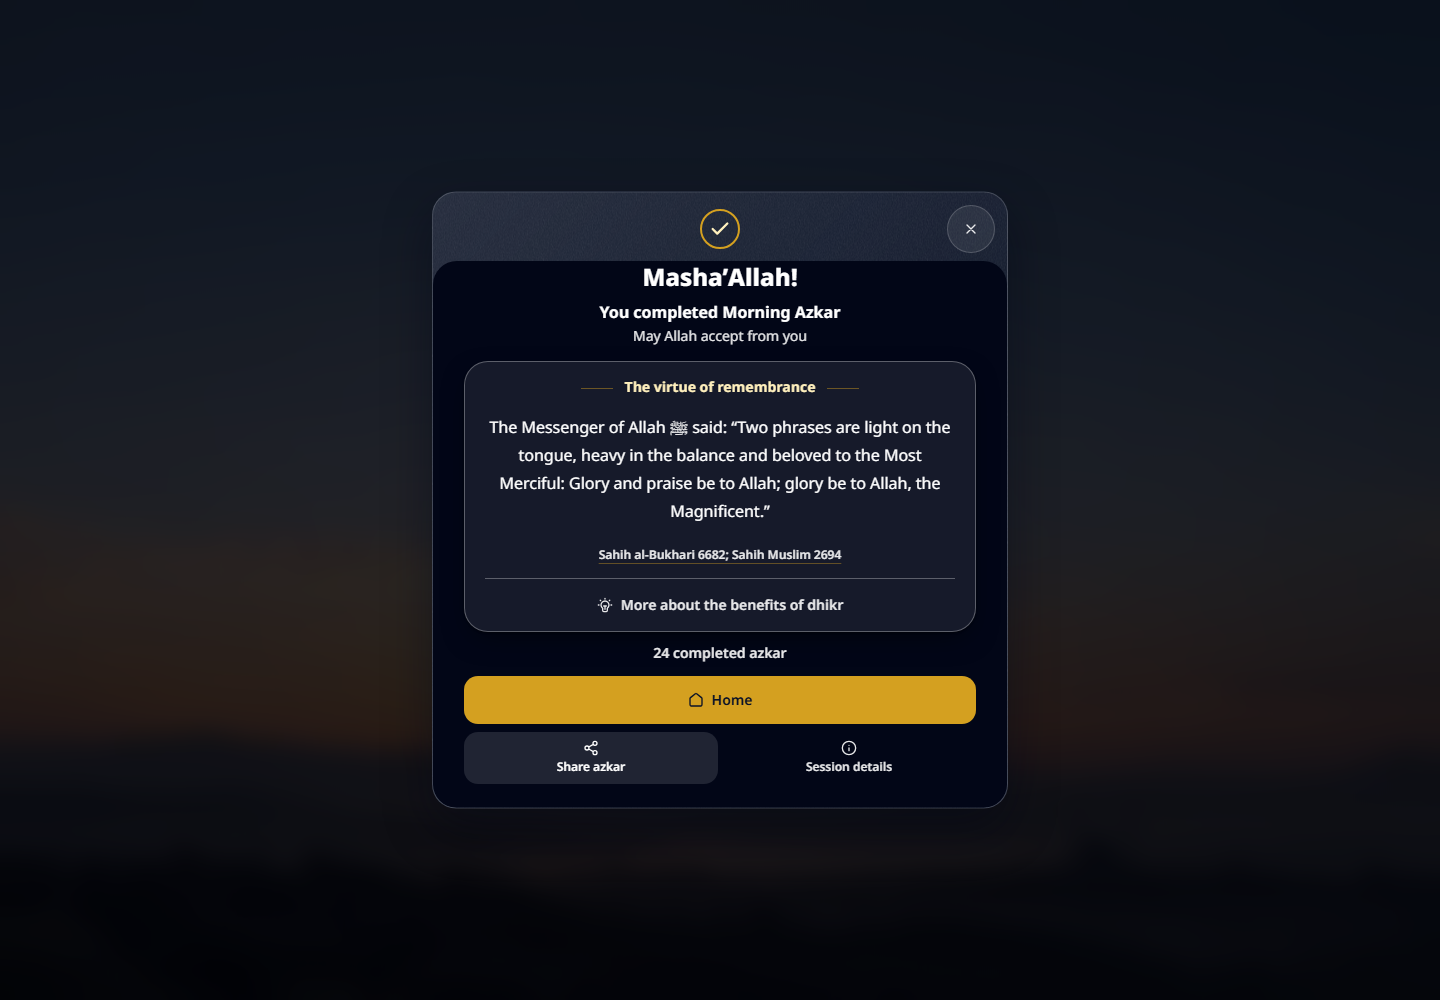 Masha’Allah!
You completed Morning Azkar
May Allah accept from you
The virtue of remembrance
The Messenger of Allah ﷺ said: “Two phrases are light on the
tongue, heavy in the balance and beloved to the Most
Merciful: Glory and praise be to Allah; glory be to Allah, the
Magnificent.”
Sahih al-Bukhari 6682; Sahih Muslim 2694
More about the benefits of dhikr
24 completed azkar
Home
Share azkar
Session details